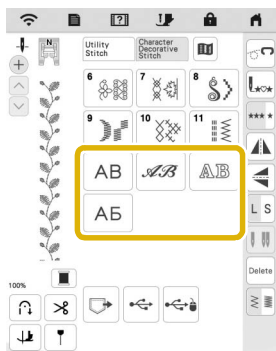 N
Utility Stitch
Character Decorative Stitch
6 7 8
9 10 11
AB AB AB
АБ
L S
Delete
100%